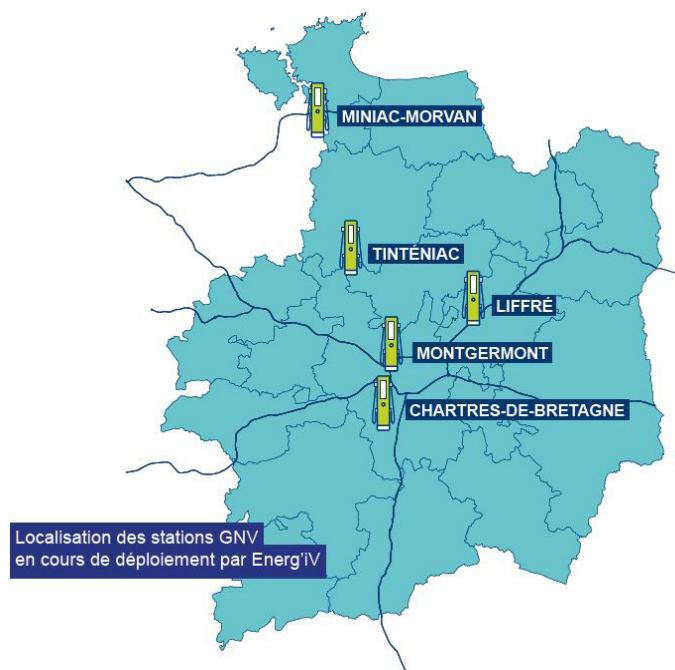 MINIAC-MORVAN
TINTÉNIAC
LIFFRÉ
MONTGERMONT
CHARTRES-DE-BRETAGNE
Localisation des stations GNV
en cours de déploiement par Energ'iV